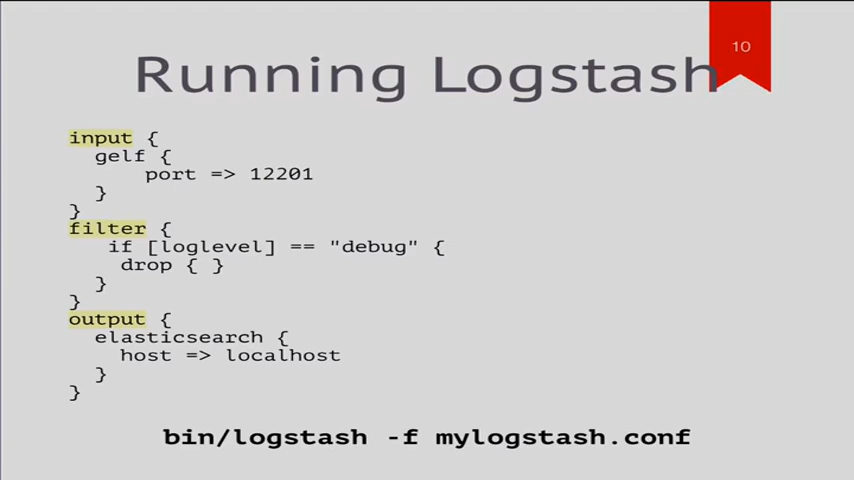 10
Running Logstash
input {
  gelf {
      port => 12201
  }
}
filter {
   if [loglevel] == "debug" {
    drop { }
  }
}
output {
  elasticsearch {
    host => localhost
  }
}
bin/logstash -f mylogstash.conf